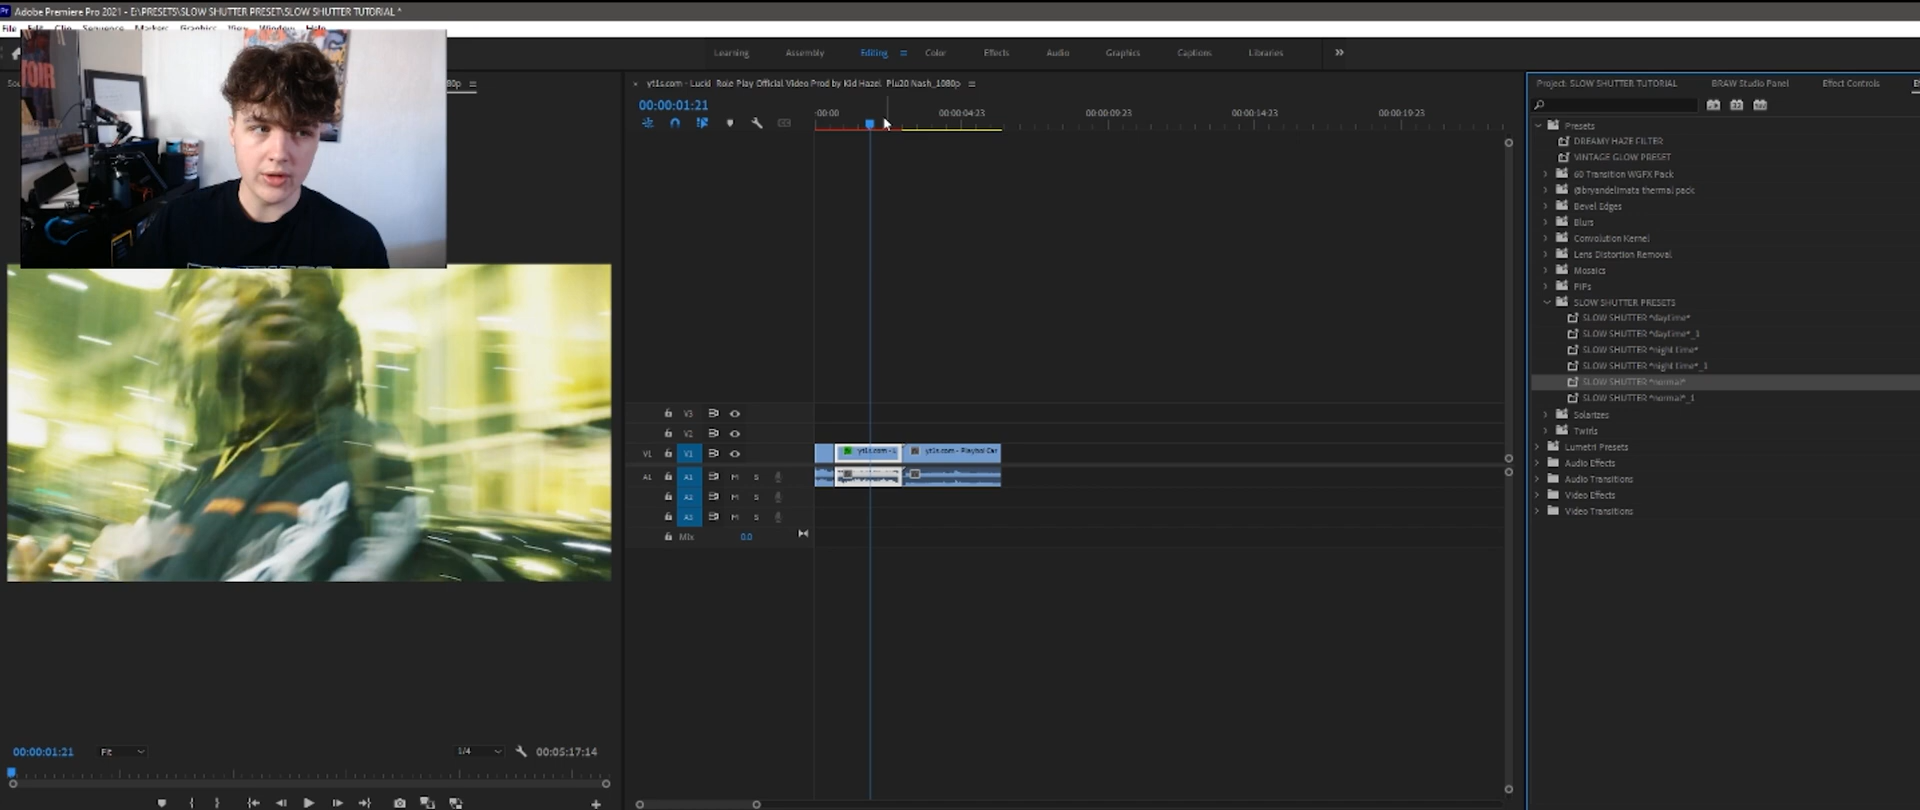 Adobe Premiere Pro 2021 - E:\PRESETS\SLOW SHUTTER PRESET\SLOW SHUTTER TUTORIAL *
File Edit Clip Sequence Markers Graphics View Window Help
Learning Assembly Editing Color Effects Audio Graphics Captions Libraries
yt1s.com - Lucki Role Play Official Video Prod by Kid Hazel Plu20 Nash_1080p
00:00:01:21
:00:00 00:00:04:23 00:00:09:23 00:00:14:23 00:00:19:23
V3
V2
V1 V1 yt1s.com - L yt1s.com - Playboi Car
A1 A1 M S
A2 M S
A3 M S
Mix 0.0
00:00:01:21 Fit 1/4 00:05:17:14
Project: SLOW SHUTTER TUTORIAL BRAW Studio Panel Effect Controls
Presets
DREAMY HAZE FILTER
VINTAGE GLOW PRESET
60 Transition WGFX Pack
@bryandelimata thermal pack
Bevel Edges
Blurs
Convolution Kernel
Lens Distortion Removal
Mosaics
PiPs
SLOW SHUTTER PRESETS
SLOW SHUTTER *daytime*
SLOW SHUTTER *daytime*_1
SLOW SHUTTER *night time*
SLOW SHUTTER *night time*_1
SLOW SHUTTER *normal*
SLOW SHUTTER *normal*_1
Solarizes
Twirls
Lumetri Presets
Audio Effects
Audio Transitions
Video Effects
Video Transitions